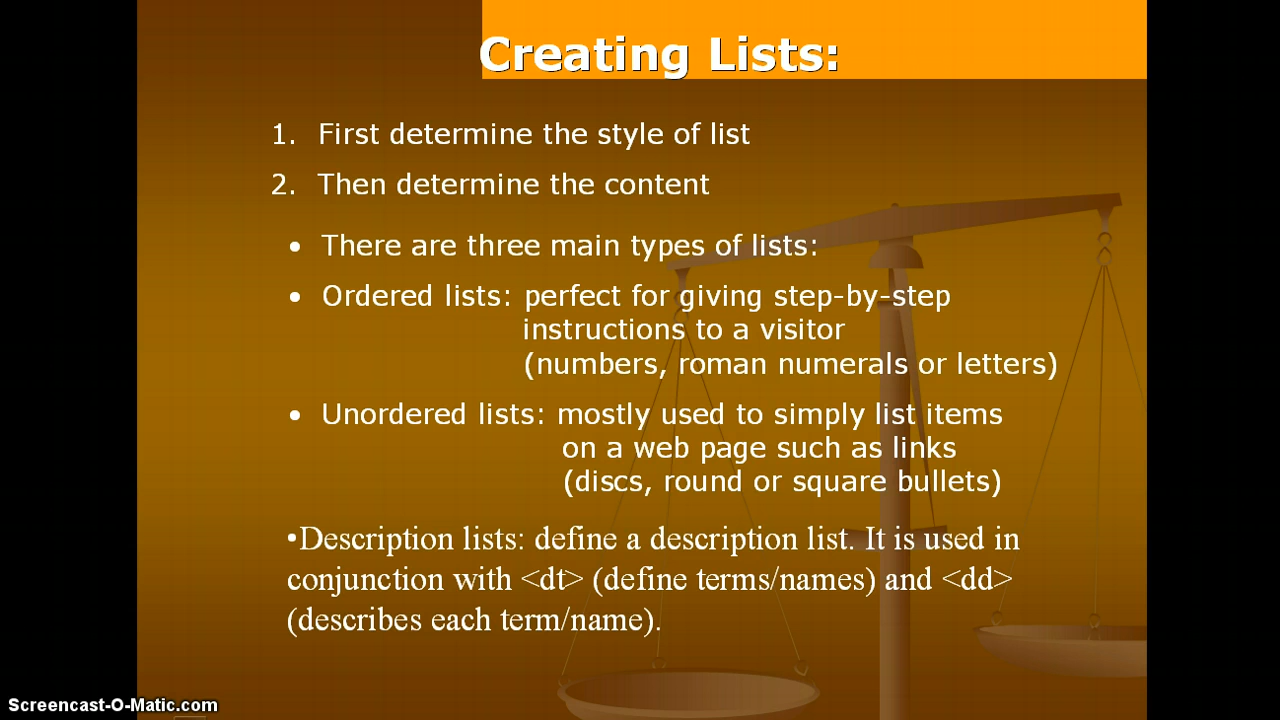 Creating Lists:
1. First determine the style of list
2. Then determine the content
• There are three main types of lists:
• Ordered lists: perfect for giving step-by-step
instructions to a visitor
(numbers, roman numerals or letters)
• Unordered lists: mostly used to simply list items
on a web page such as links
(discs, round or square bullets)
•Description lists: define a description list. It is used in
conjunction with <dt> (define terms/names) and <dd>
(describes each term/name).
Screencast-O-Matic.com